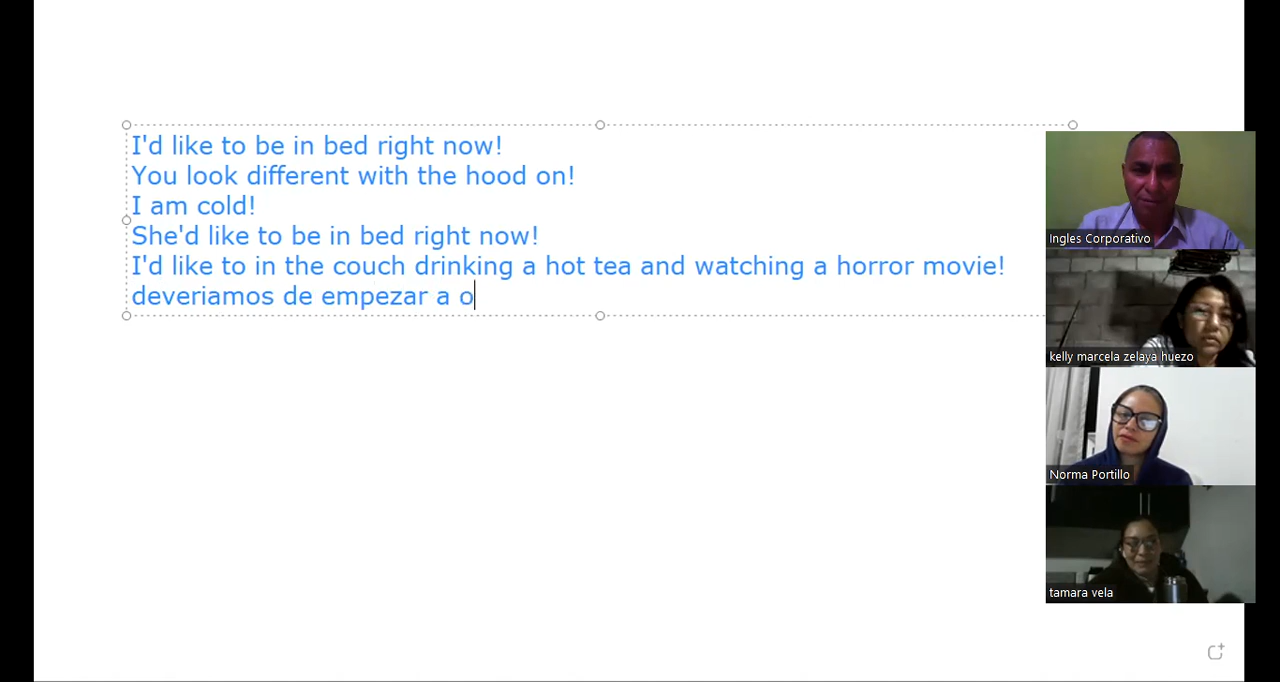 I'd like to be in bed right now!
You look different with the hood on!
I am cold!
She'd like to be in bed right now!
I'd like to in the couch drinking a hot tea and watching a horror movie!
deveriamos de empezar a o
Ingles Corporativo
kelly marcela zelaya huezo
Norma Portillo
tamara vela